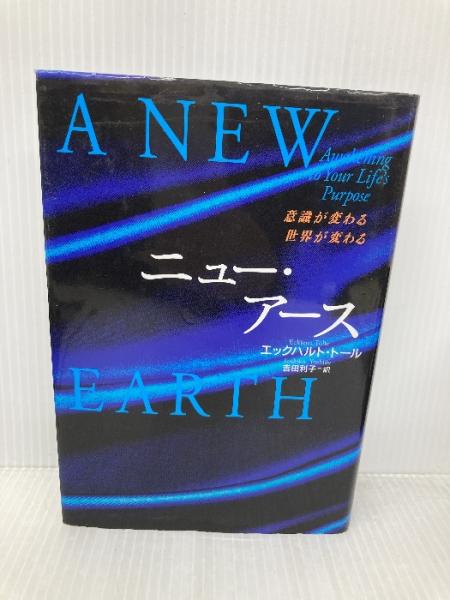 A NEW
Awakening
to Your Life's
Purpose
意識が変わる
世界が変わる
ニュー・
アース
Eckhart Tolle
エックハルト・トール
Toshiko Yoshida
吉田利子=訳
EARTH